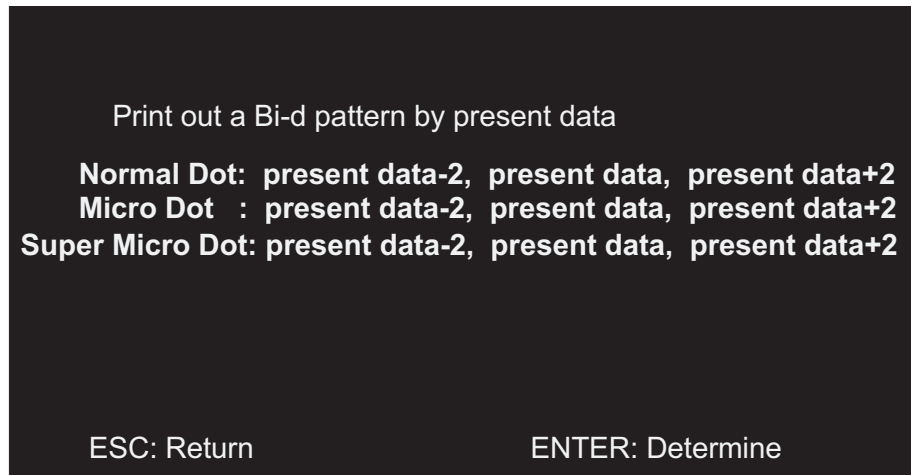 Print out a Bi-d pattern by present data
Normal Dot: present data-2, present data, present data+2
Micro Dot : present data-2, present data, present data+2
Super Micro Dot: present data-2, present data, present data+2
ESC: Return ENTER: Determine